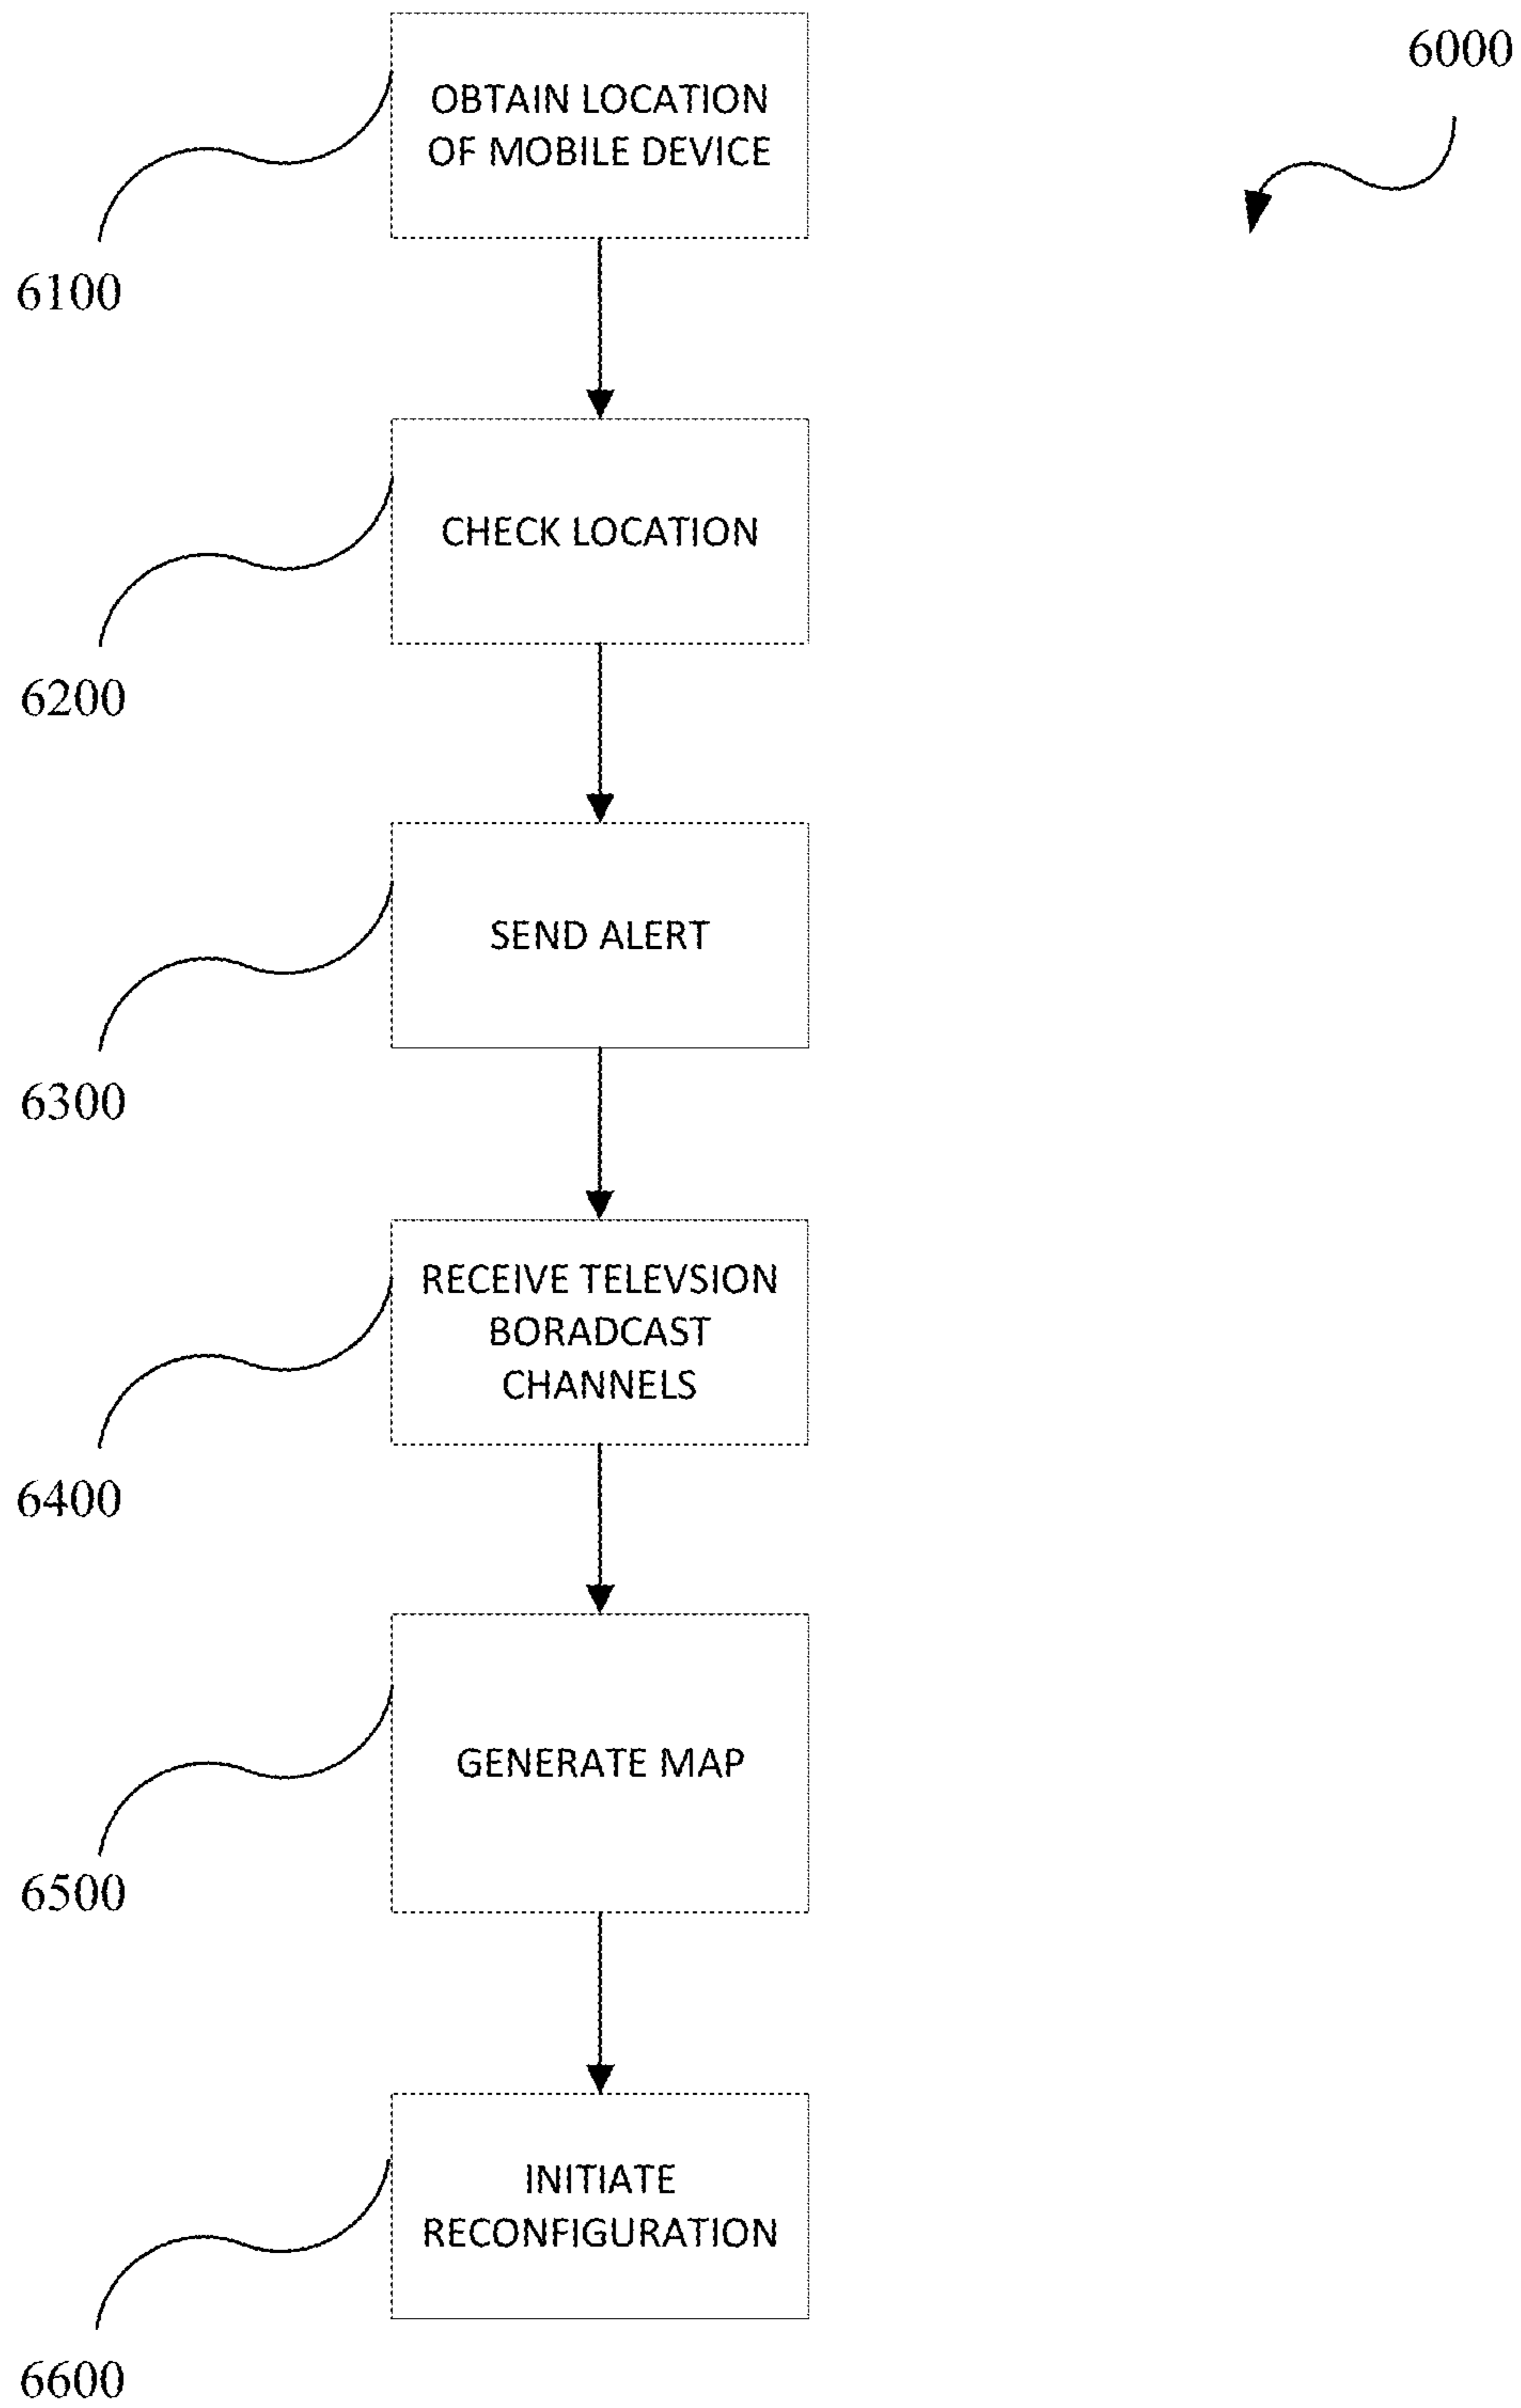 6000
OBTAIN LOCATION
OF MOBILE DEVICE
6100
CHECK LOCATION
6200
SEND ALERT
6300
RECEIVE TELEVSION
BORADCAST
CHANNELS
6400
GENERATE MAP
6500
INITIATE
RECONFIGURATION
6600